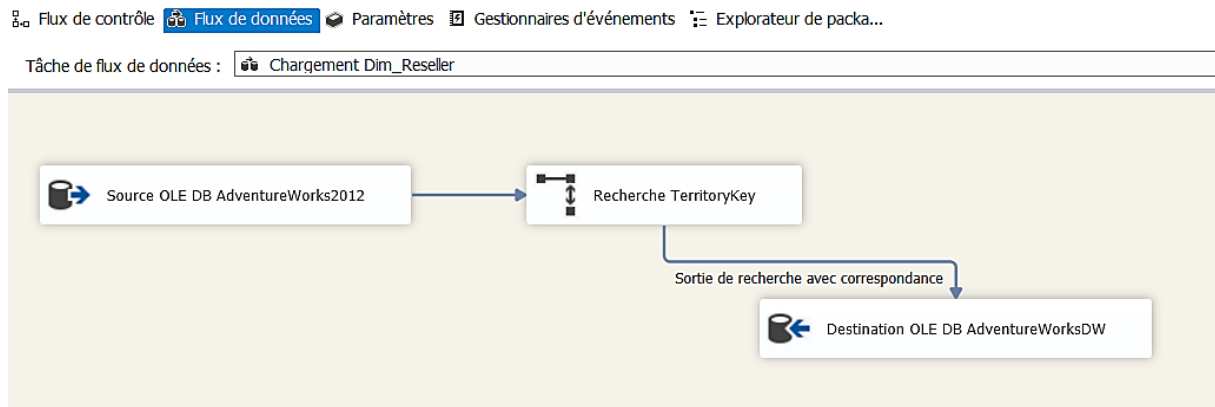 Flux de contrôle Flux de données Paramètres Gestionnaires d'événements Explorateur de packa...
Tâche de flux de données : Chargement Dim_Reseller
Source OLE DB AdventureWorks2012 Recherche TerritoryKey
Sortie de recherche avec correspondance
Destination OLE DB AdventureWorksDW